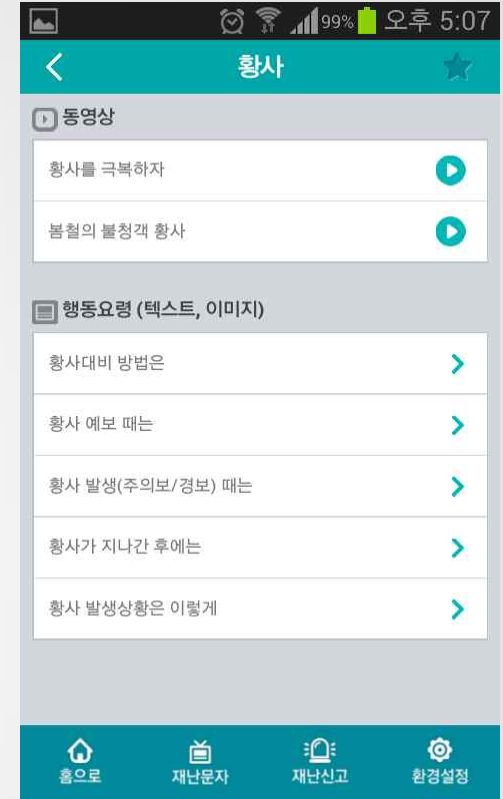 99% 오후 5:07
황사
동영상
황사를 극복하자
봄철의 불청객 황사
행동요령 (텍스트, 이미지)
황사대비 방법은
황사 예보 때는
황사 발생(주의보/경보) 때는
황사가 지나간 후에는
황사 발생상황은 이렇게
홈으로 재난문자 재난신고 환경설정